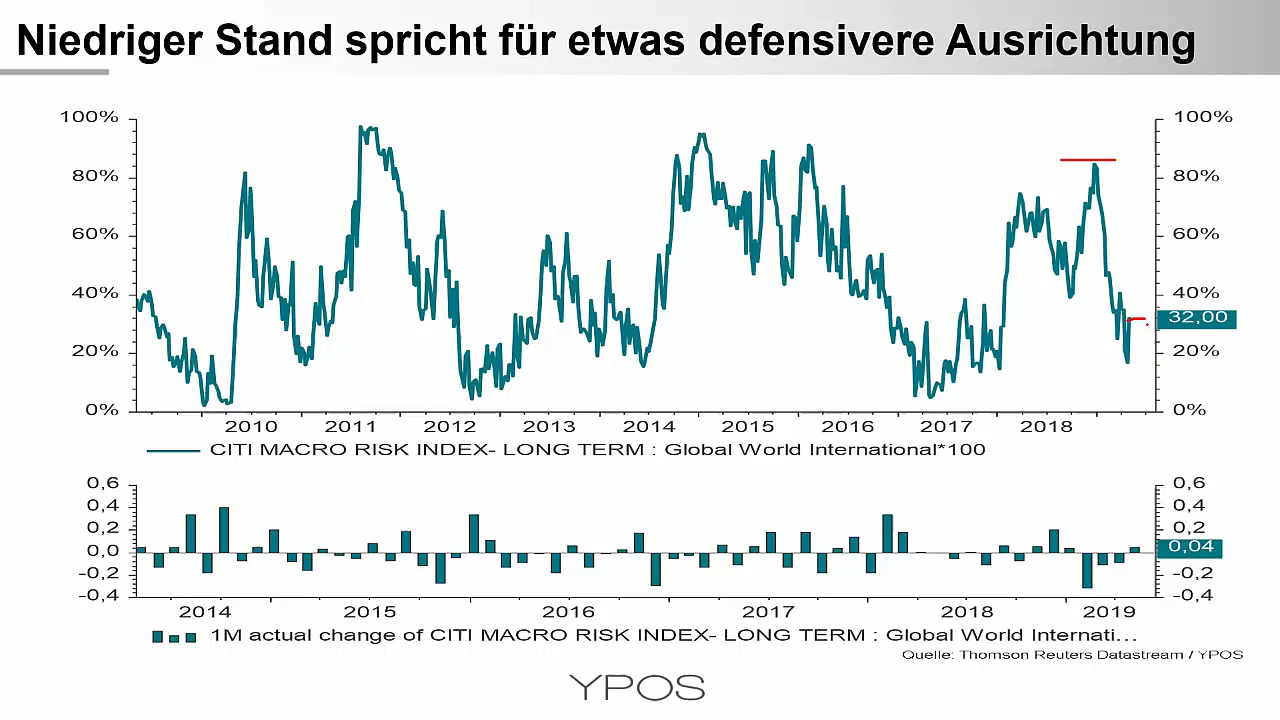 Niedriger Stand spricht für etwas defensivere Ausrichtung
100% 100%
80% 80%
60% 60%
40% 40%
32,00
20% 20%
0% 0%
2010 2011 2012 2013 2014 2015 2016 2017 2018
CITI MACRO RISK INDEX- LONG TERM : Global World International*100
0,6 0,6
0,4 0,4
0,2 0,2
0,0 0,04
-0,2 -0,2
-0,4 -0,4
2014 2015 2016 2017 2018 2019
1M actual change of CITI MACRO RISK INDEX- LONG TERM : Global World Internati...
Quelle: Thomson Reuters Datastream / YPOS
YPOS